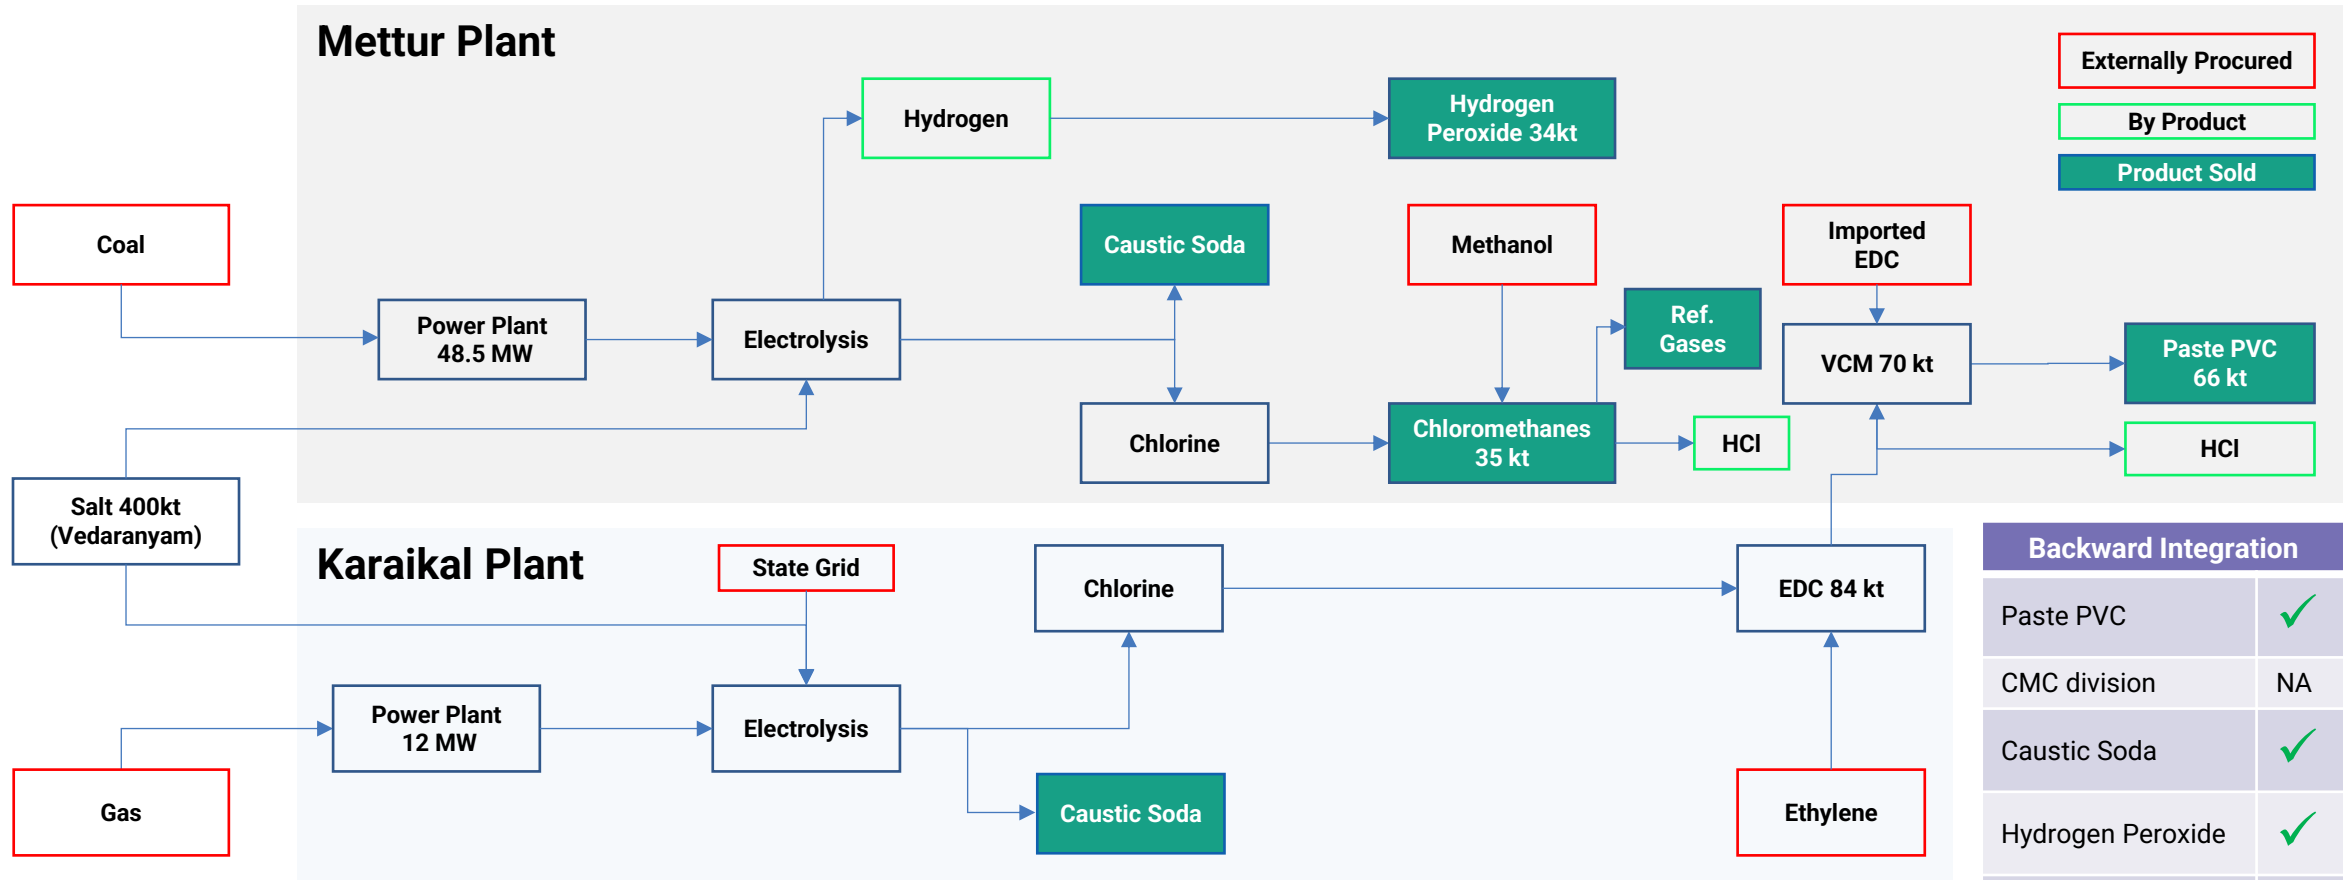 Mettur Plant
Externally Procured
By Product
Product Sold
Hydrogen
Hydrogen
Peroxide 34kt
Coal
Caustic Soda
Methanol
Imported
EDC
Power Plant
48.5 MW
Electrolysis
Ref.
Gases
VCM 70 kt
Paste PVC
66 kt
Chlorine
Chloromethanes
35 kt
HCl
HCl
Salt 400kt
(Vedaranyam)
Karaikal Plant
State Grid
Chlorine
EDC 84 kt
Power Plant
12 MW
Electrolysis
Gas
Caustic Soda
Ethylene
Backward Integration
Paste PVC ✓
CMC division NA
Caustic Soda ✓
Hydrogen Peroxide ✓